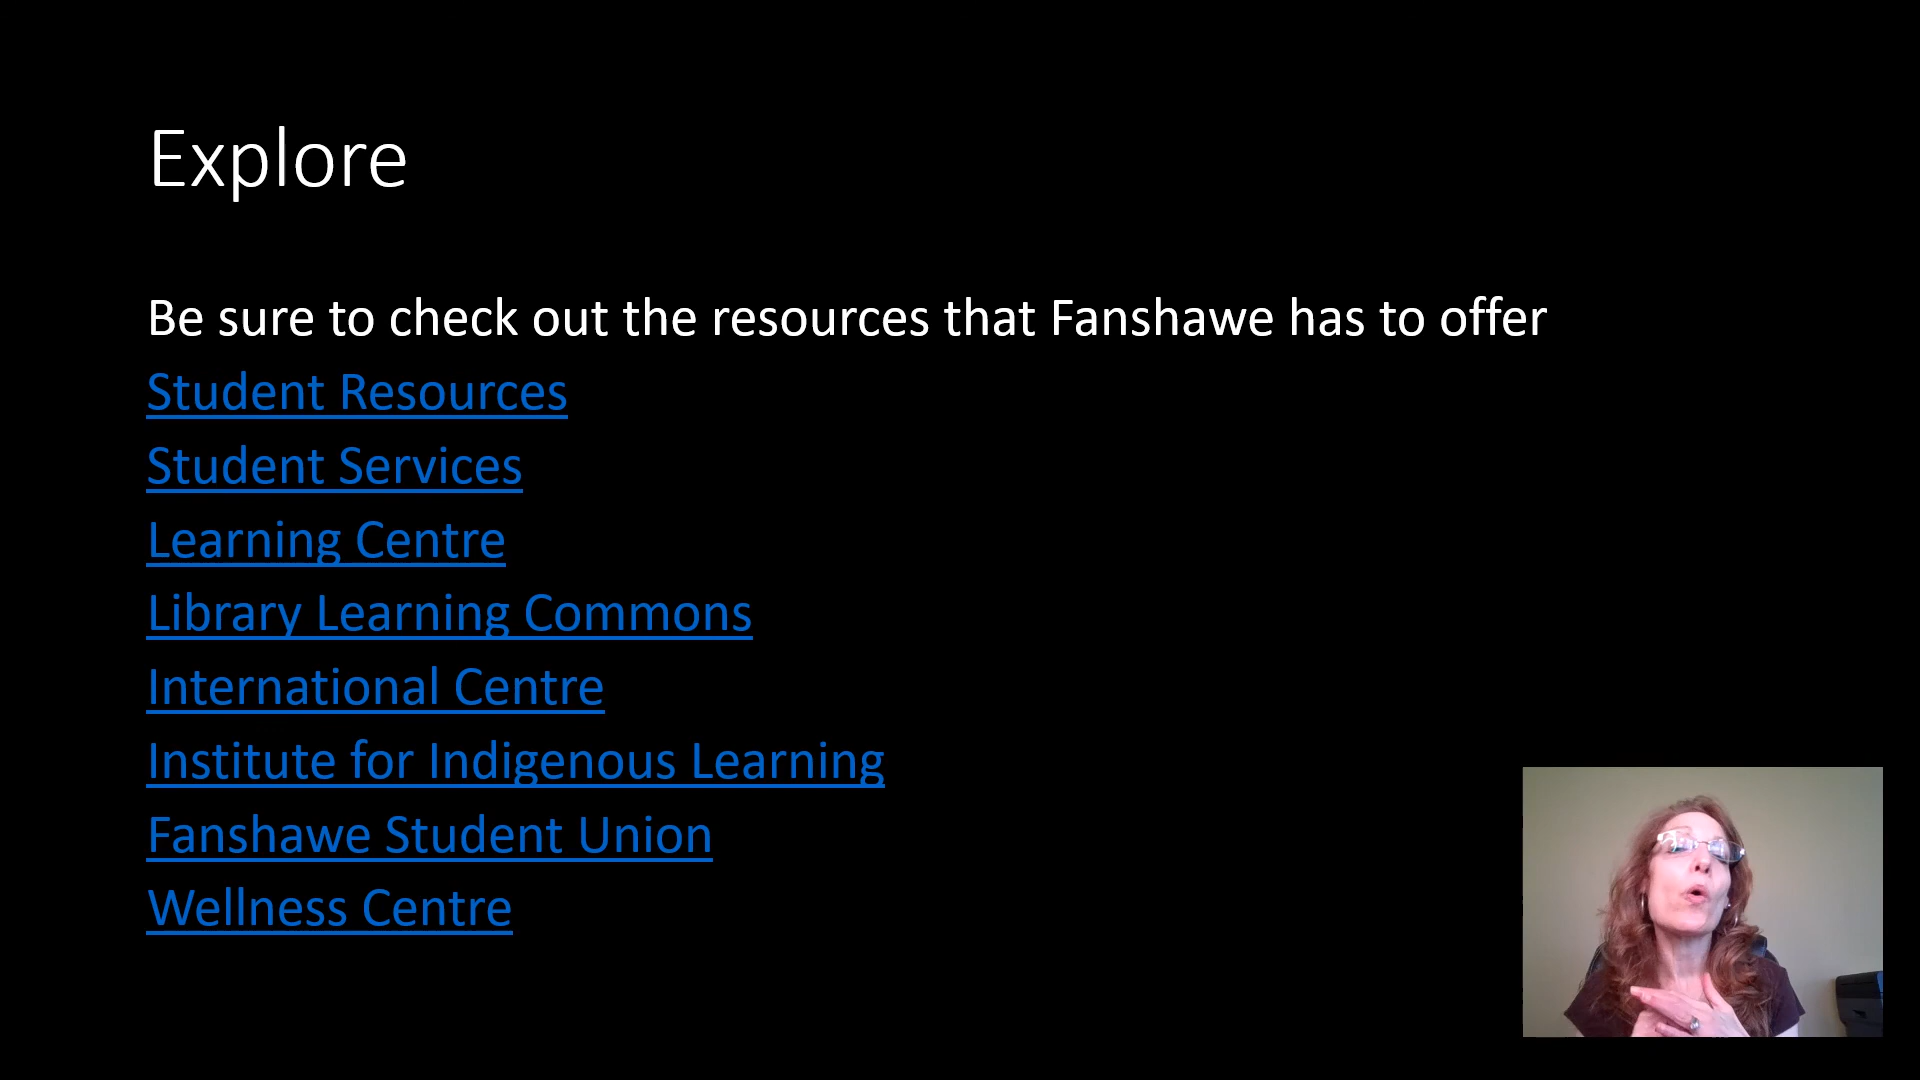 Explore
Be sure to check out the resources that Fanshawe has to offer
Student Resources
Student Services
Learning Centre
Library Learning Commons
International Centre
Institute for Indigenous Learning
Fanshawe Student Union
Wellness Centre